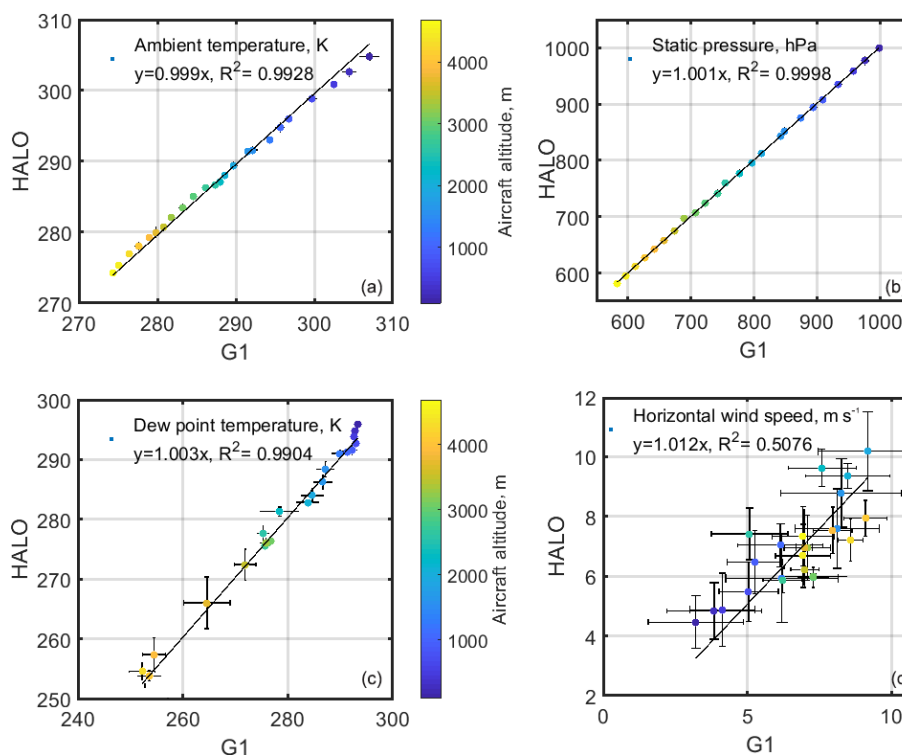 310
300
290
280
270
HALO
Ambient temperature, K
y=0.999x, R²= 0.9928
(a)
270 280 290 300 310
G1
4000
3000
2000
1000
Aircraft altitude, m
1000
900
800
700
600
HALO
Static pressure, hPa
y=1.001x, R²= 0.9998
(b
600 700 800 900 1000
G1
300
290
280
270
260
250
HALO
Dew point temperature, K
y=1.003x, R²= 0.9904
(c)
240 260 280 300
G1
4000
3000
2000
1000
Aircraft altitude, m
12
10
8
6
4
2
HALO
Horizontal wind speed, m s⁻¹
y=1.012x, R²= 0.5076
(d
0 5 10
G1